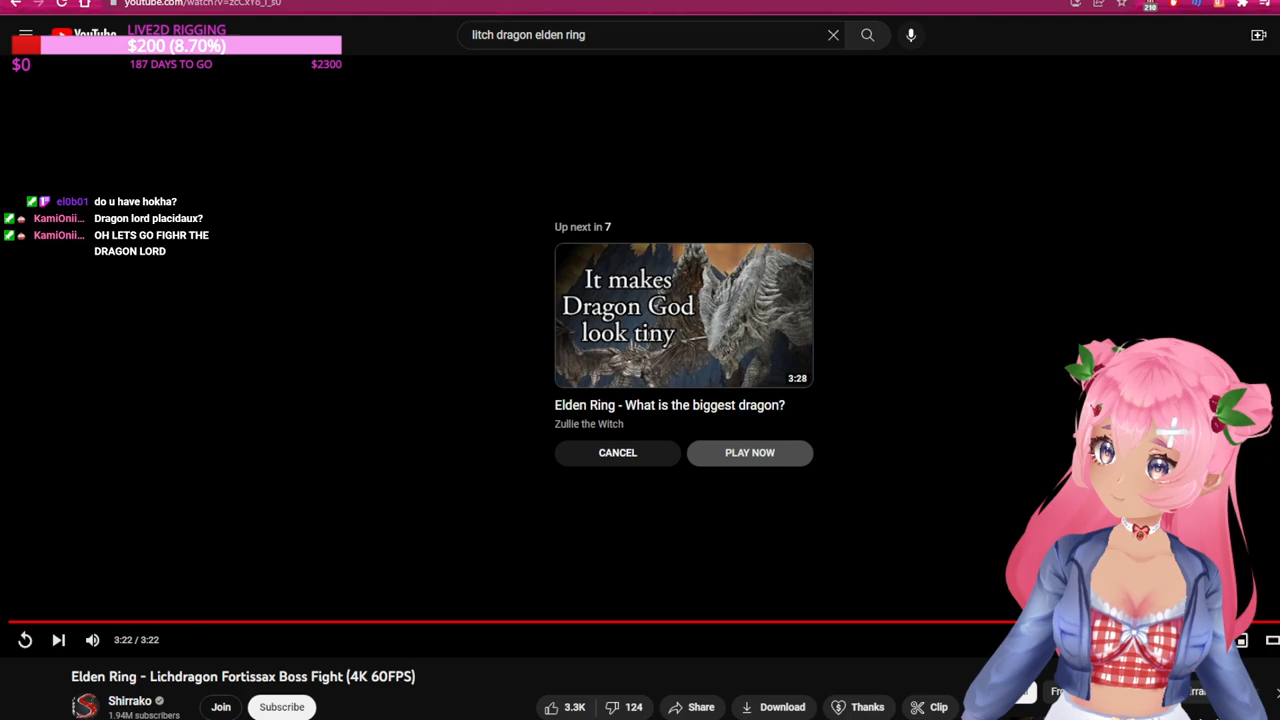 youtube.com/watch?v=
210
YouTube
LIVE2D RIGGING
$200 (8.70%)
$0
187 DAYS TO GO
$2300
litch dragon elden ring
el0b01 do u have hokha?
KamiOnii... Dragon lord placidaux?
KamiOnii... OH LETS GO FIGHR THE
DRAGON LORD
Up next in 7
It makes
Dragon God
look tiny
3:28
Elden Ring - What is the biggest dragon?
Zullie the Witch
CANCEL
PLAY NOW
3:22 / 3:22
Elden Ring - Lichdragon Fortissax Boss Fight (4K 60FPS)
Shirrako
1.94M subscribers
Join
Subscribe
3.3K
124
Share
Download
Thanks
Clip